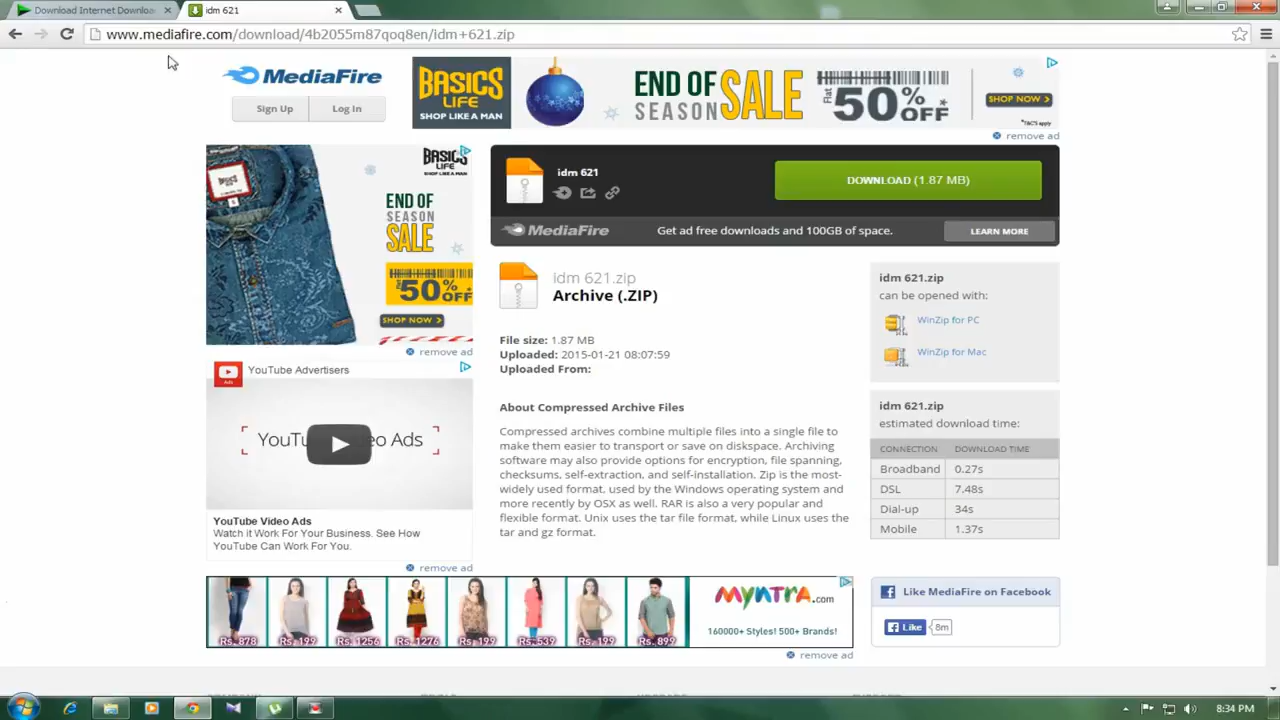 Download Internet Downloa
idm 621
www.mediafire.com/download/4b2055m87qoq8en/idm+621.zip
MediaFire
Sign Up
Log In
BASICS
LIFE
SHOP LIKE A MAN
END OF
SEASON SALE
Flat 50% OFF
SHOP NOW >
*T&C'S apply
remove ad
BASICS
LIFE
END OF
SEASON
SALE
50% OFF
SHOP NOW >
remove ad
idm 621
DOWNLOAD (1.87 MB)
MediaFire
Get ad free downloads and 100GB of space.
LEARN MORE
idm 621.zip
Archive (.ZIP)
File size: 1.87 MB
Uploaded: 2015-01-21 08:07:59
Uploaded From:
About Compressed Archive Files
Compressed archives combine multiple files into a single file to
make them easier to transport or save on diskspace. Archiving
software may also provide options for encryption, file spanning,
checksums, self-extraction, and self-installation. Zip is the most-
widely used format, used by the Windows operating system and
more recently by OSX as well. RAR is also a very popular and
flexible format. Unix uses the tar file format, while Linux uses the
tar and gz format.
idm 621.zip
can be opened with:
WinZip for PC
WinZip for Mac
idm 621.zip
estimated download time:
CONNECTION DOWNLOAD TIME
Broadband 0.27s
DSL 7.48s
Dial-up 34s
Mobile 1.37s
Ads
YouTube Advertisers
YouTu eo Ads
YouTube Video Ads
Watch it Work For Your Business. See How
YouTube Can Work For You.
remove ad
Rs. 878 Rs. 199 Rs. 1256 Rs. 1276 Rs. 199 Rs. 539 Rs. 199 Rs. 899
Myntra.com
160000+ Styles! 500+ Brands!
remove ad
Like MediaFire on Facebook
Like 8m
8:34 PM